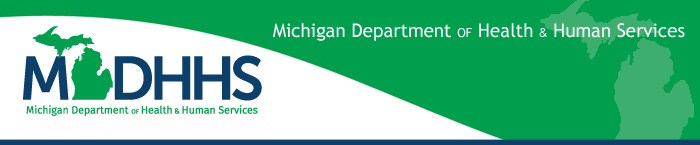 Michigan Department OF Health & Human Services
MDHHS
Michigan Department OF Health & Human Services